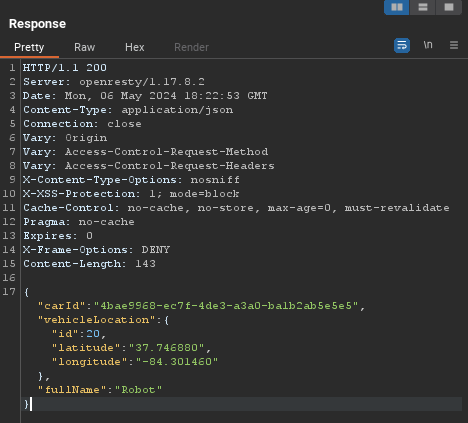 Response
Pretty Raw Hex Render \n
1 HTTP/1.1 200
2 Server: openresty/1.17.8.2
3 Date: Mon, 06 May 2024 18:22:53 GMT
4 Content-Type: application/json
5 Connection: close
6 Vary: Origin
7 Vary: Access-Control-Request-Method
8 Vary: Access-Control-Request-Headers
9 X-Content-Type-Options: nosniff
10 X-XSS-Protection: 1; mode=block
11 Cache-Control: no-cache, no-store, max-age=0, must-revalidate
12 Pragma: no-cache
13 Expires: 0
14 X-Frame-Options: DENY
15 Content-Length: 143
16
17 {
"carId":"4bae9968-ec7f-4de3-a3a0-ba1b2ab5e5e5",
"vehicleLocation":{
"id":20,
"latitude":"37.746880",
"longitude":"-84.301460"
},
"fullName":"Robot"
}